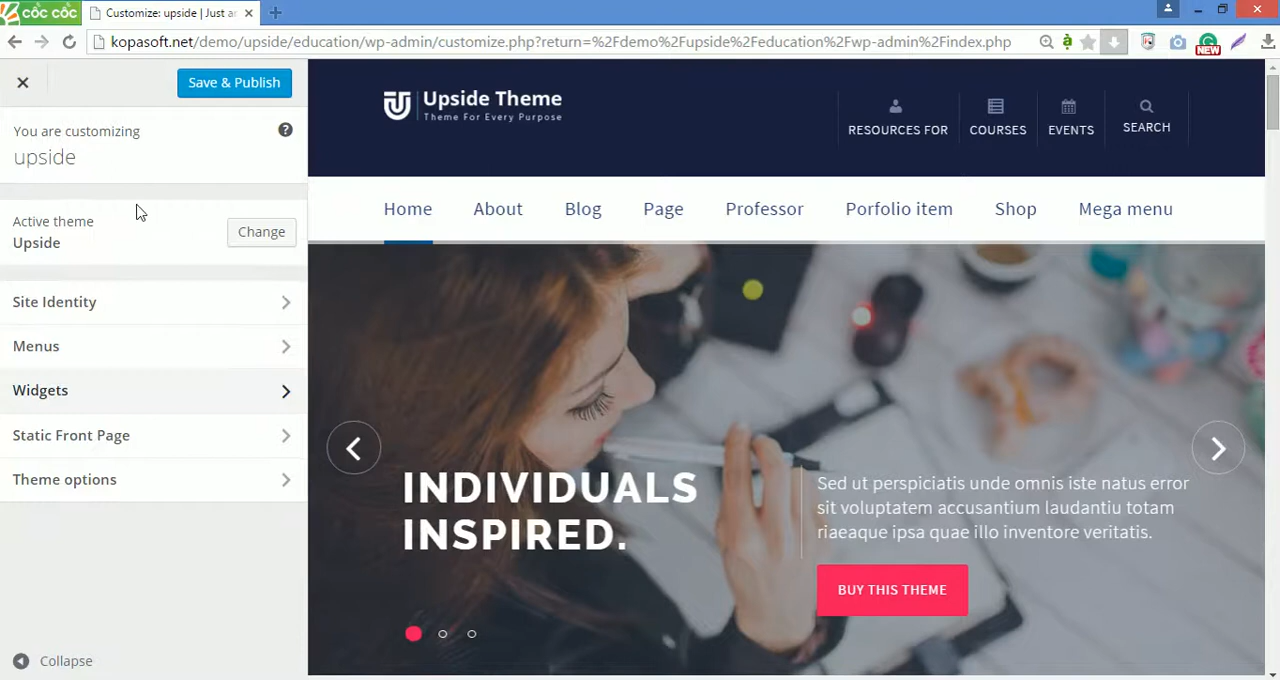 cốc cốc
Customize: upside | Just an
kopasoft.net/demo/upside/education/wp-admin/customize.php?return=%2Fdemo%2Fupside%2Feducation%2Fwp-admin%2Findex.php
NEW
Save & Publish
You are customizing
upside
Active theme
Upside
Change
Site Identity
Menus
Widgets
Static Front Page
Theme options
Collapse
Upside Theme
Theme For Every Purpose
RESOURCES FOR
COURSES
EVENTS
SEARCH
Home About Blog Page Professor Porfolio item Shop Mega menu
INDIVIDUALS
INSPIRED.
Sed ut perspiciatis unde omnis iste natus error
sit voluptatem accusantium laudantiu totam
riaeaque ipsa quae illo inventore veritatis.
BUY THIS THEME